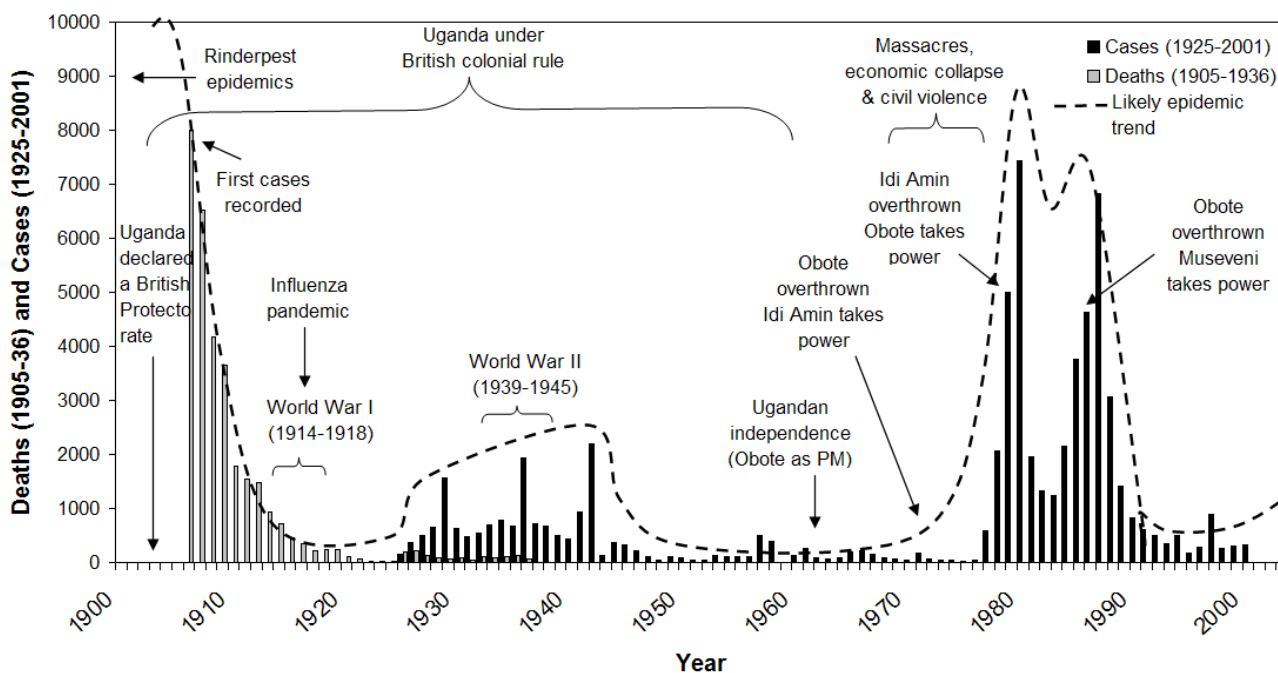 10000
9000
8000
7000
6000
5000
4000
3000
2000
1000
0
Deaths (1905-36) and Cases (1925-2001)
Rinderpest
epidemics
Uganda under
British colonial rule
Massacres,
economic collapse
& civil violence
Cases (1925-2001)
Deaths (1905-1936)
Likely epidemic
trend
First cases
recorded
Uganda
declared
a British
Protecto
rate
Influenza
pandemic
World War I
(1914-1918)
World War II
(1939-1945)
Ugandan
independence
(Obote as PM)
Obote
overthrown
Idi Amin takes
power
Idi Amin
overthrown
Obote takes
power
Obote
overthrown
Museveni
takes power
1900
1910
1920
1930
1940
1950
1960
1970
1980
1990
2000
Year